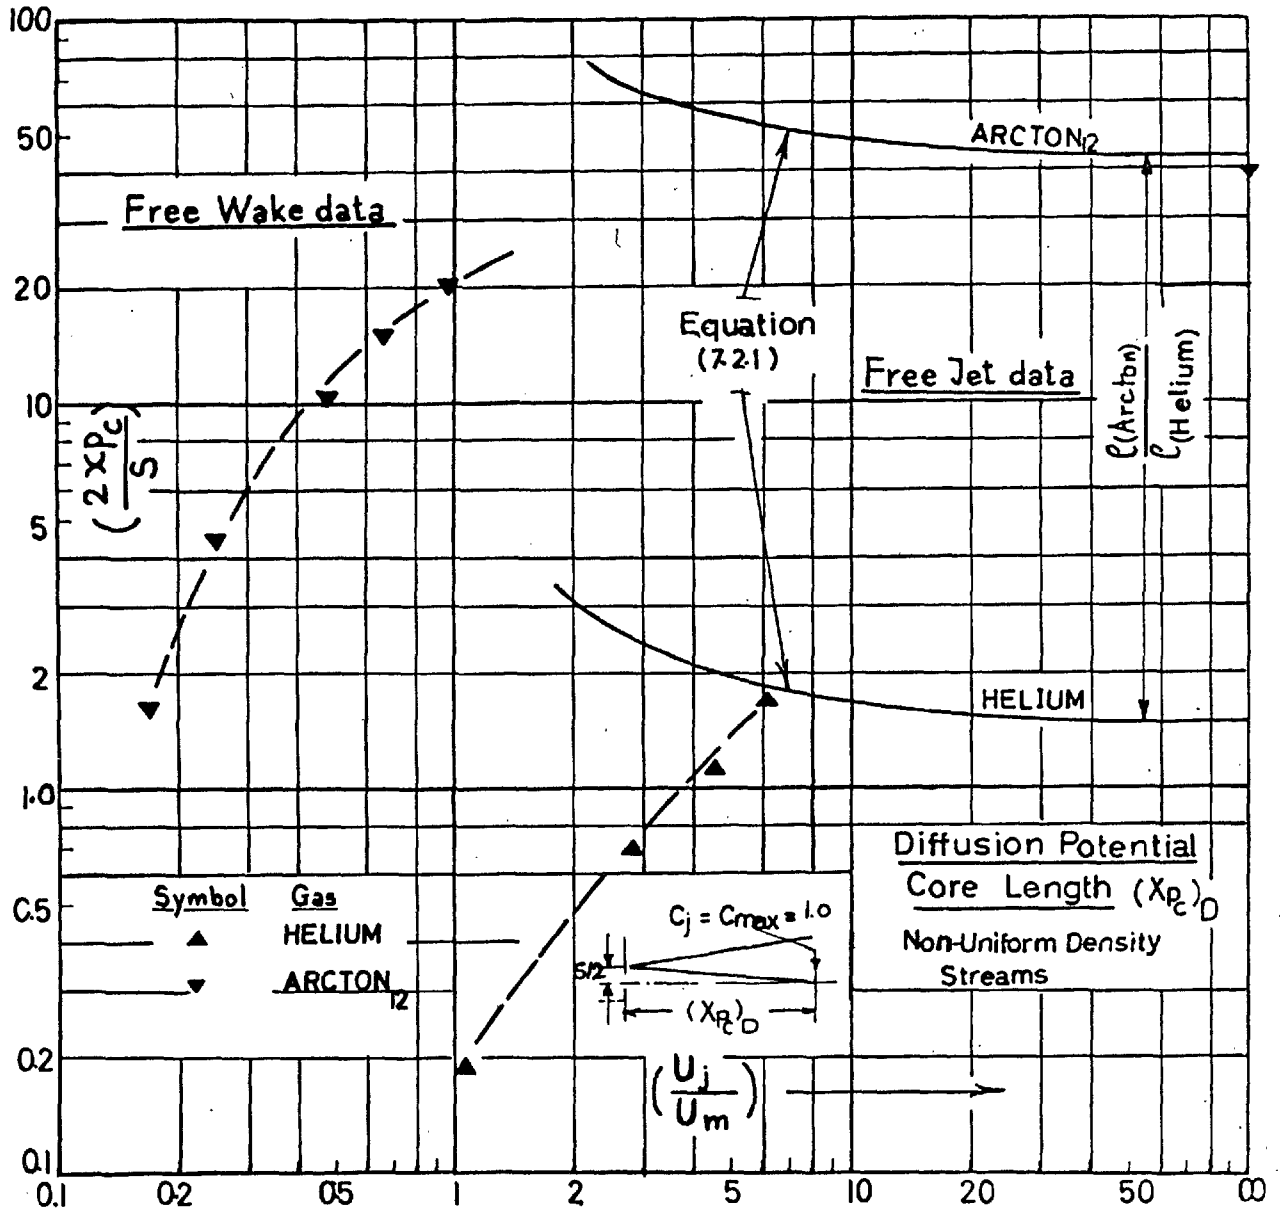 100
50
20
10
5
2
1.0
0.5
0.2
0.1
(2 XPc / S)
Free Wake data
ARCTON12
Equation
(7.2.1)
Free Jet data
ρ(Arcton)
ρ(Helium)
HELIUM
Diffusion Potential
Core Length (XPc)D
Non-Uniform Density
Streams
Symbol Gas
▲ HELIUM
▼ ARCTON12
Cj = Cmax = 1.0
S/2
(XPc)D
(Uj / Um)
0.1 0.2 0.5 1 2 5 10 20 50 ∞